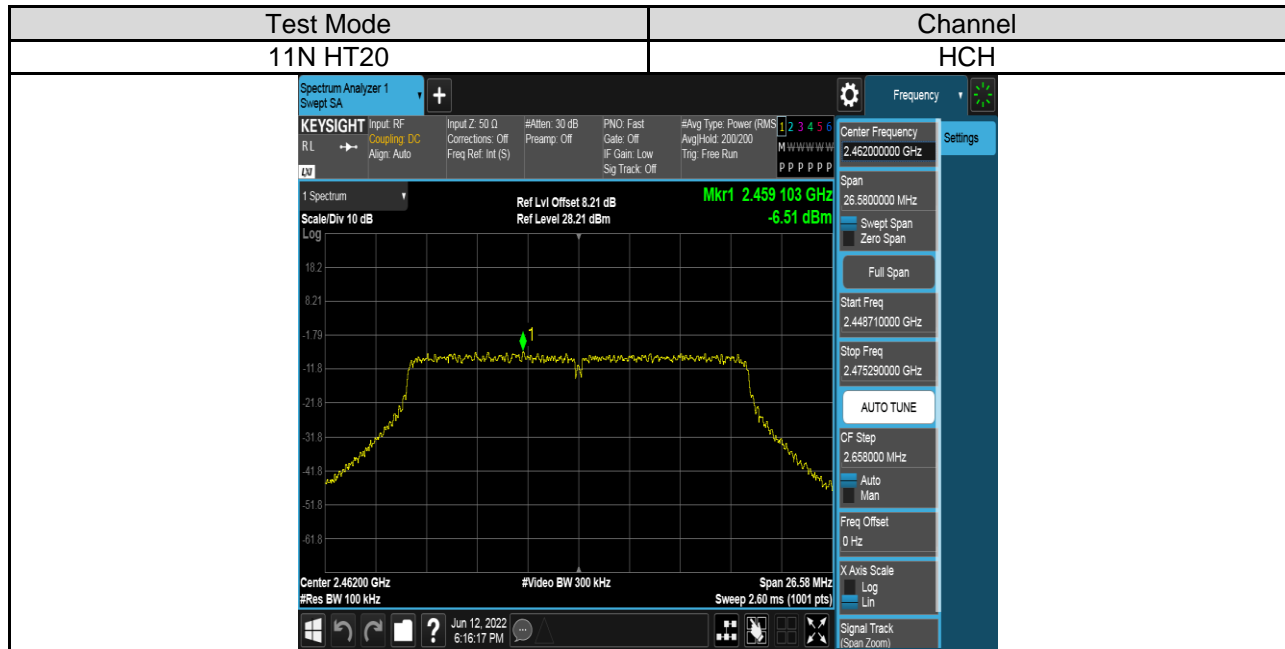 Test Mode Channel
11N HT20 HCH
Spectrum Analyzer 1
Swept SA
+
Frequency
KEYSIGHT
RL
LXI
Input: RF
Coupling: DC
Align: Auto
Input Z: 50 Ω
Corrections: Off
Freq Ref: Int (S)
#Atten: 30 dB
Preamp: Off
PNO: Fast
Gate: Off
IF Gain: Low
Sig Track: Off
#Avg Type: Power (RMS
Avg|Hold: 200/200
Trig: Free Run
1 2 3 4 5 6
M W W W W W
P P P P P P
1 Spectrum
Scale/Div 10 dB
Log
Ref Lvl Offset 8.21 dB
Ref Level 28.21 dBm
Mkr1 2.459 103 GHz
-6.51 dBm
18.2
8.21
-1.79
-11.8
-21.8
-31.8
-41.8
-51.8
-61.8
1
Center 2.46200 GHz
#Res BW 100 kHz
#Video BW 300 kHz
Span 26.58 MHz
Sweep 2.60 ms (1001 pts)
?
Jun 12, 2022
6:16:17 PM
Center Frequency
2.462000000 GHz
Settings
Span
26.5800000 MHz
Swept Span
Zero Span
Full Span
Start Freq
2.448710000 GHz
Stop Freq
2.475290000 GHz
AUTO TUNE
CF Step
2.658000 MHz
Auto
Man
Freq Offset
0 Hz
X Axis Scale
Log
Lin
Signal Track
(Span Zoom)